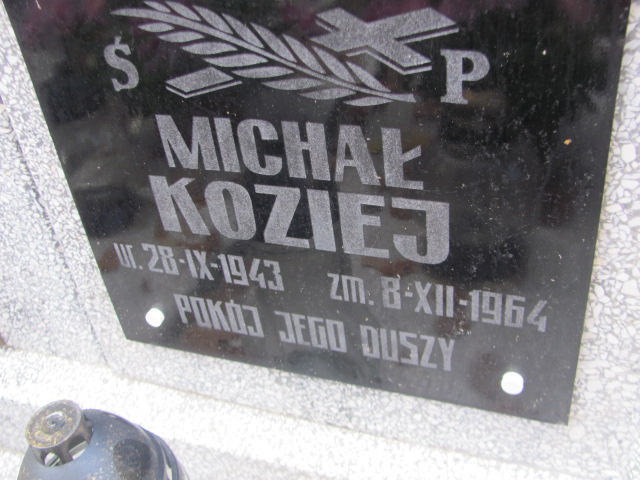 Ś P
MICHAŁ
KOZIEJ
ur. 28-IX-1943 zm. 8-XII-1964
POKÓJ JEGO DUSZY